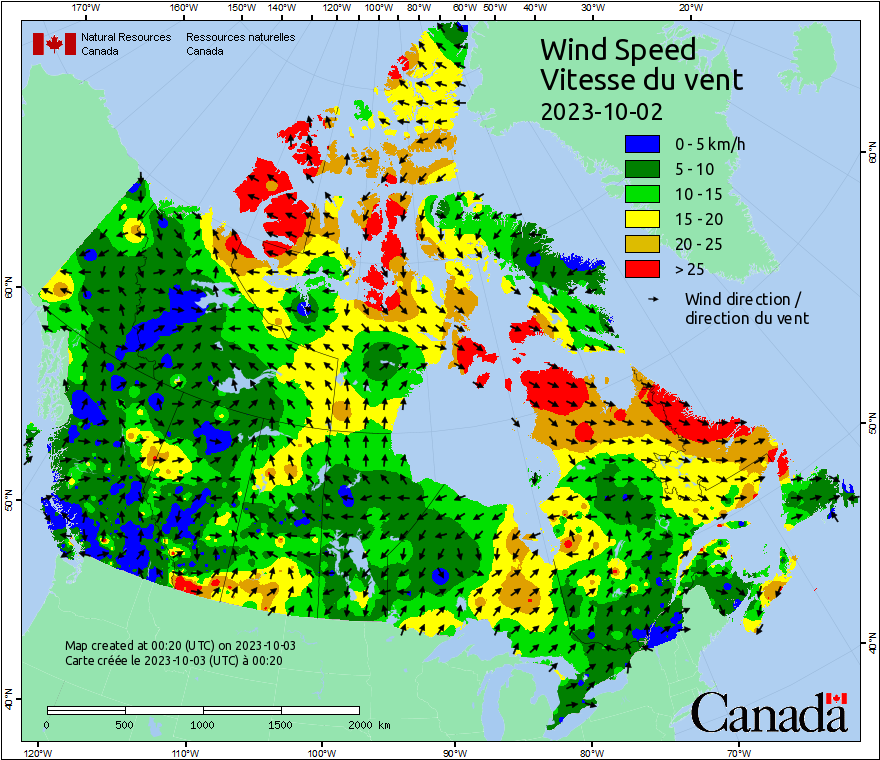 170°W 160°W 150°W 140°W 130°W 120°W 110°W 100°W 90°W 80°W 70°W 60°W 50°W 40°W 30°W 20°W
Natural Resources Canada
Ressources naturelles Canada
Wind Speed
Vitesse du vent
2023-10-02
0 - 5 km/h
5 - 10
10 - 15
15 - 20
20 - 25
> 25
Wind direction /
direction du vent
60°N
60°N
50°N
50°N
40°N
40°N
Map created at 00:20 (UTC) on 2023-10-03
Carte créée le 2023-10-03 (UTC) à 00:20
0 500 1000 1500 2000 km
Canada
120°W 110°W 100°W 90°W 80°W 70°W